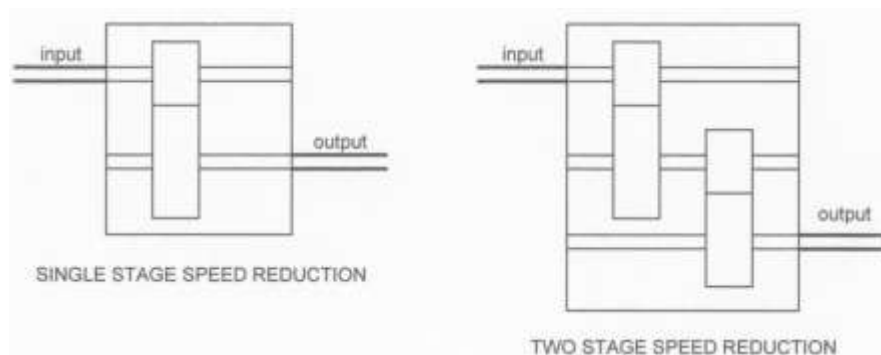 input
output
SINGLE STAGE SPEED REDUCTION
input
output
TWO STAGE SPEED REDUCTION